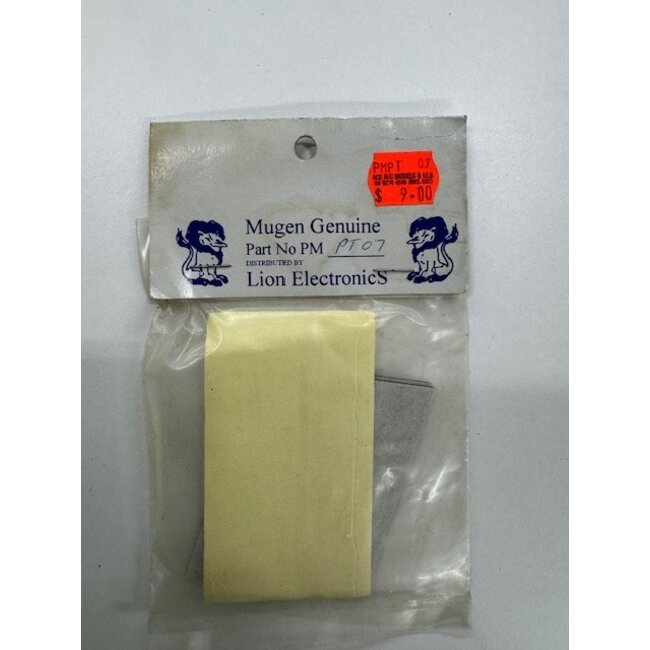 PMPT 07
$ 9.00
Mugen Genuine
Part No PM PT07
DISTRIBUTED BY
Lion ElectronicS